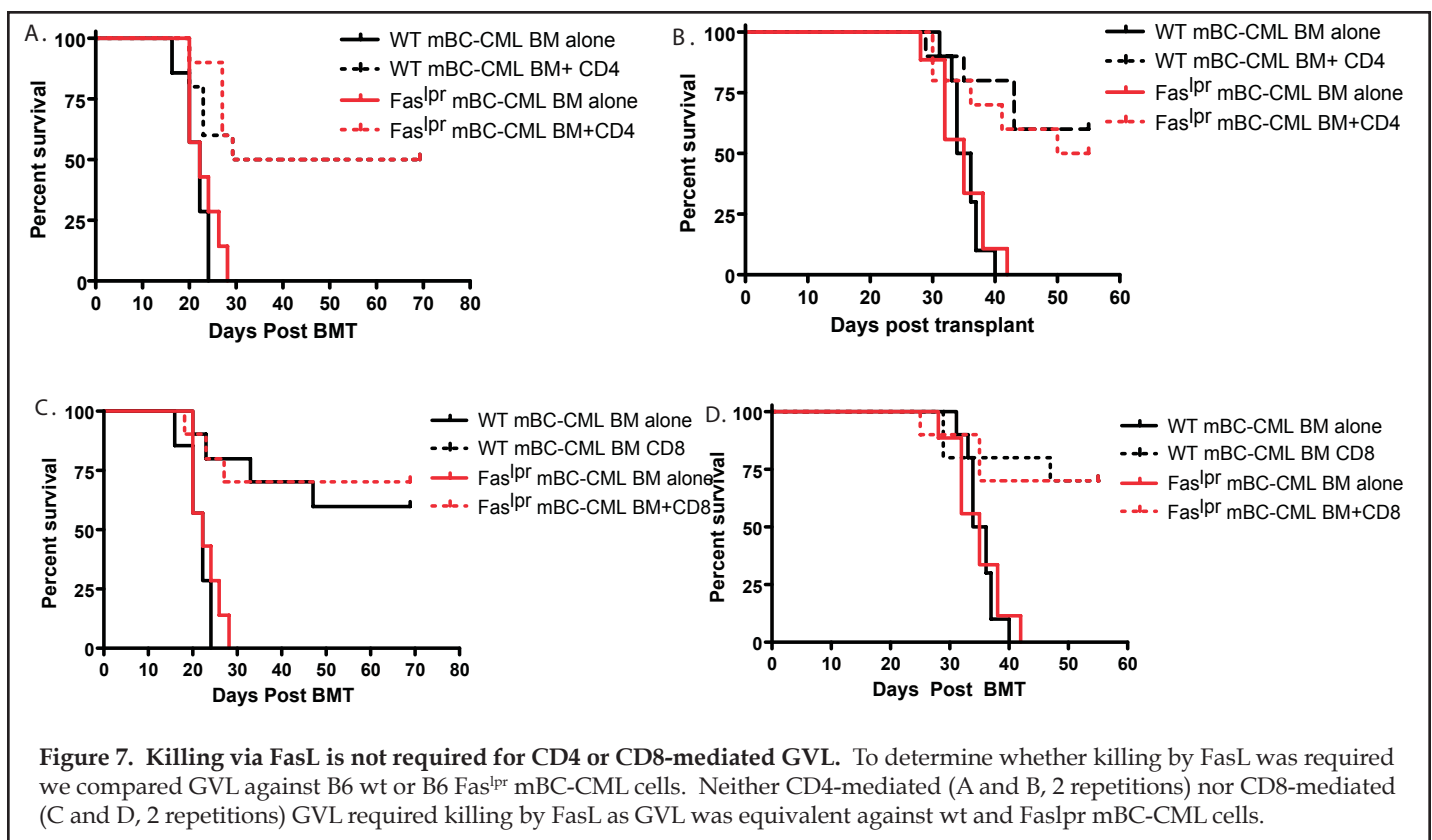 A.
100
75
50
25
0
Percent survival
0 10 20 30 40 50 60 70 80
Days Post BMT
WT mBC-CML BM alone
WT mBC-CML BM+ CD4
Fas^lpr mBC-CML BM alone
Fas^lpr mBC-CML BM+CD4
B.
100
75
50
25
0
Percent survival
0 10 20 30 40 50 60
Days post transplant
WT mBC-CML BM alone
WT mBC-CML BM+ CD4
Fas^lpr mBC-CML BM alone
Fas^lpr mBC-CML BM+CD4
C.
100
75
50
25
0
Percent survival
0 10 20 30 40 50 60 70 80
Days Post BMT
WT mBC-CML BM alone
WT mBC-CML BM CD8
Fas^lpr mBC-CML BM alone
Fas^lpr mBC-CML BM+CD8
D.
100
75
50
25
0
Percent survival
0 10 20 30 40 50 60
Days Post BMT
WT mBC-CML BM alone
WT mBC-CML BM CD8
Fas^lpr mBC-CML BM alone
Fas^lpr mBC-CML BM+CD8
Figure 7. Killing via FasL is not required for CD4 or CD8-mediated GVL. To determine whether killing by FasL was required
we compared GVL against B6 wt or B6 Fas^lpr mBC-CML cells. Neither CD4-mediated (A and B, 2 repetitions) nor CD8-mediated
(C and D, 2 repetitions) GVL required killing by FasL as GVL was equivalent against wt and Faslpr mBC-CML cells.